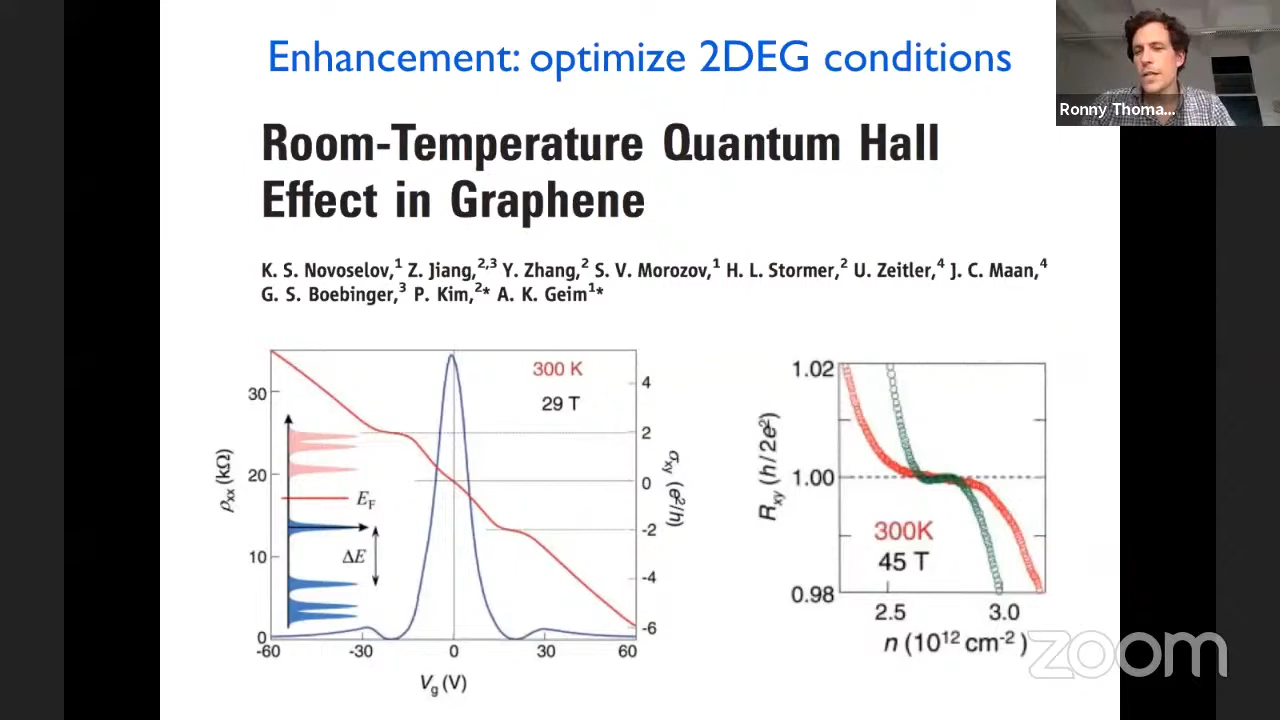 Enhancement: optimize 2DEG conditions
Ronny Thoma...
Room-Temperature Quantum Hall
Effect in Graphene
K. S. Novoselov,1 Z. Jiang,2,3 Y. Zhang,2 S. V. Morozov,1 H. L. Stormer,2 U. Zeitler,4 J. C. Maan,4
G. S. Boebinger,3 P. Kim,2* A. K. Geim1*
300 K
29 T
30
20
10
0
ρxx (kΩ)
EF
ΔE
4
2
0
-2
-4
-6
σxy (e2/h)
-60
-30
0
30
60
Vg (V)
1.02
1.00
0.98
Rxy (h/2e2)
300K
45 T
2.5
3.0
n (1012 cm-2)
zoom